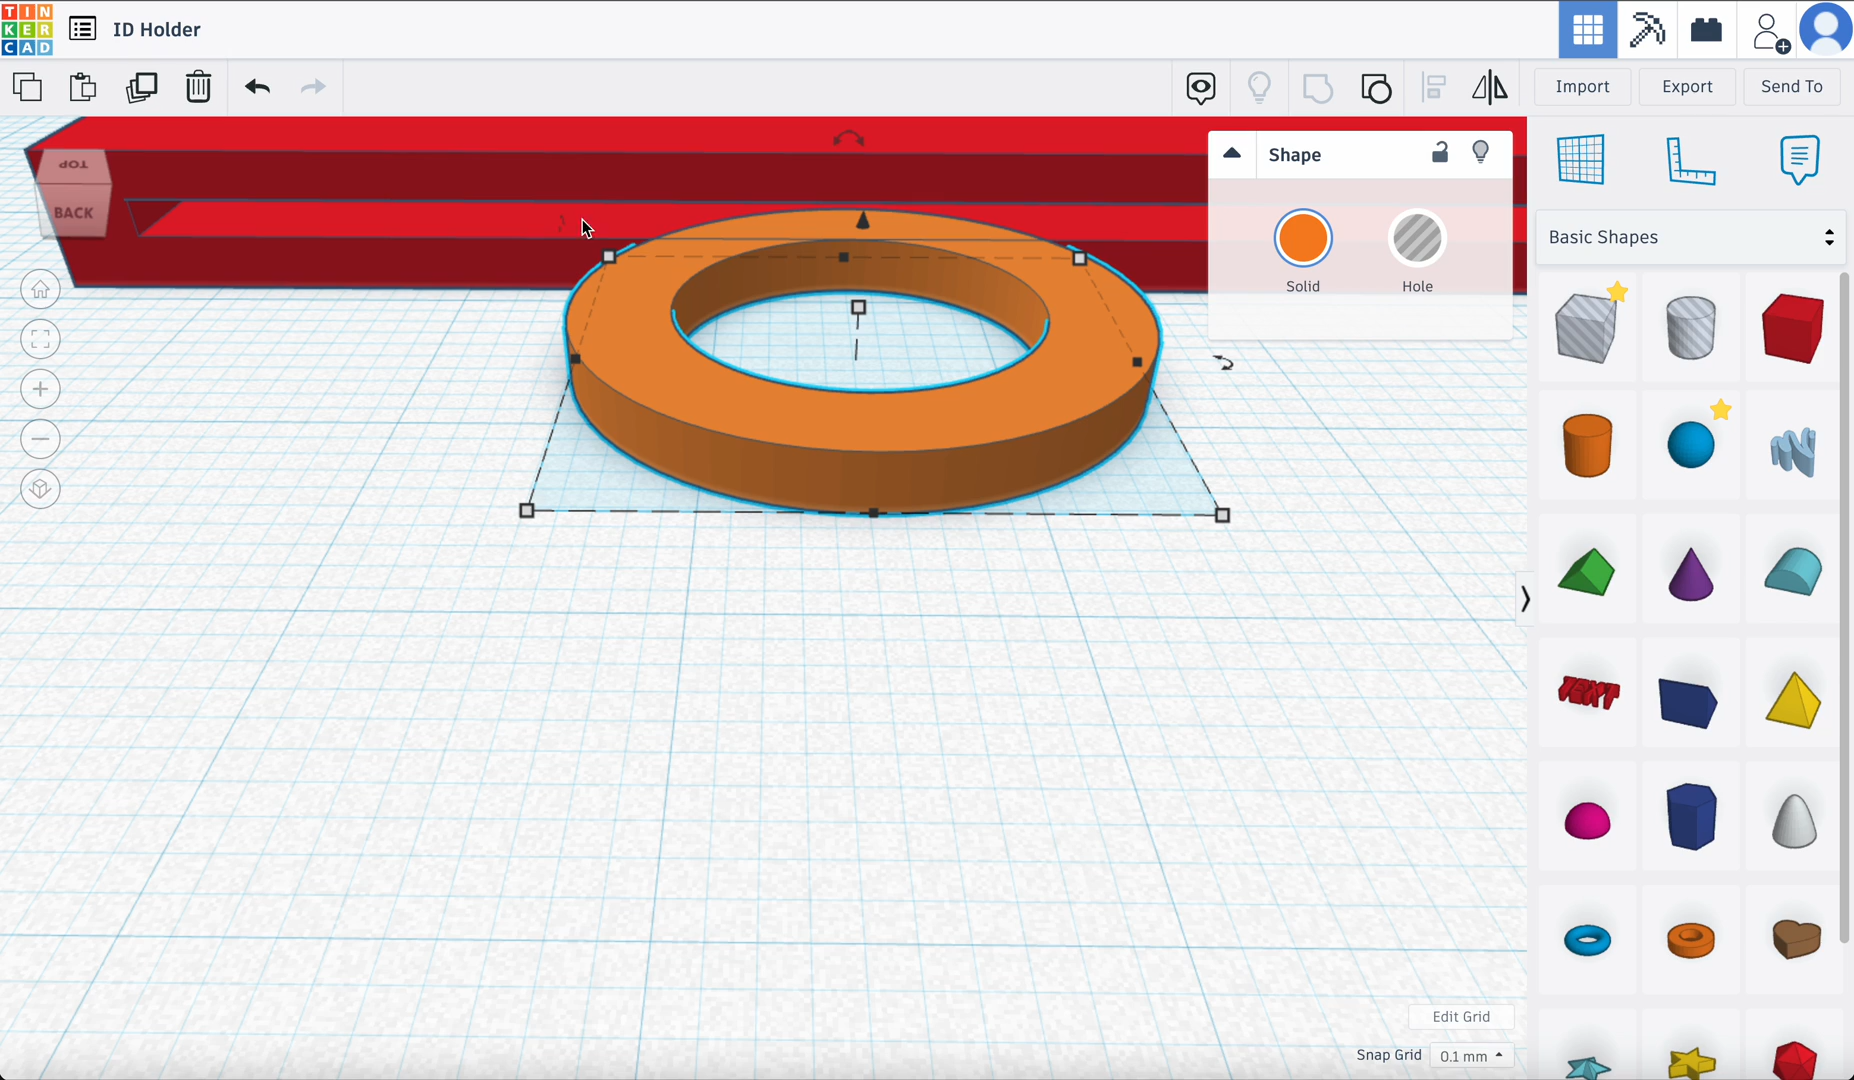 TIN
KER
CAD
ID Holder
Import
Export
Send To
TOP
BACK
Shape
Solid
Hole
Basic Shapes
TEXT
Edit Grid
Snap Grid
0.1 mm